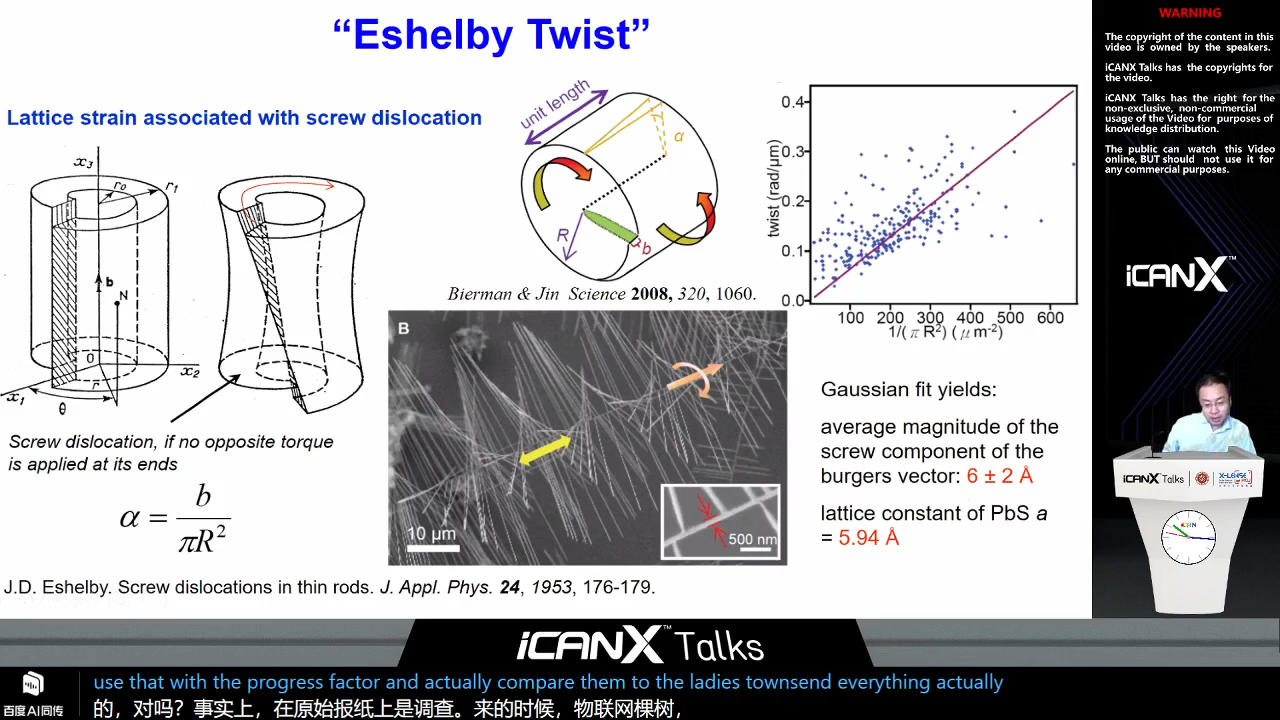 “Eshelby Twist”
Lattice strain associated with screw dislocation
x₃
r₀
r₁
b
N
0
x₂
r
x₁
θ
Screw dislocation, if no opposite torque
is applied at its ends
α = b / πR²
J.D. Eshelby. Screw dislocations in thin rods. J. Appl. Phys. 24, 1953, 176-179.
unit length
α
R
b
Bierman & Jin Science 2008, 320, 1060.
B
10 μm
500 nm
twist (rad/μm)
0.4
0.3
0.2
0.1
0.0
100 200 300 400 500 600
1/(πR²) (μm⁻²)
Gaussian fit yields:
average magnitude of the
screw component of the
burgers vector: 6 ± 2 Å
lattice constant of PbS a
= 5.94 Å
WARNING
The copyright of the content in this
video is owned by the speakers.
iCANX Talks has the copyrights for
the video.
iCANX Talks has the right for the
non-exclusive, non-commercial
usage of the Video for purposes of
knowledge distribution.
The public can watch this Video
online, BUT should not use it for
any commercial purposes.
iCANX™
iCANX Talks
iCANX™ Talks
百度AI同传
use that with the progress factor and actually compare them to the ladies townsend everything actually
的，对吗？事实上，在原始报纸上是调查。来的时候，物联网棵树，